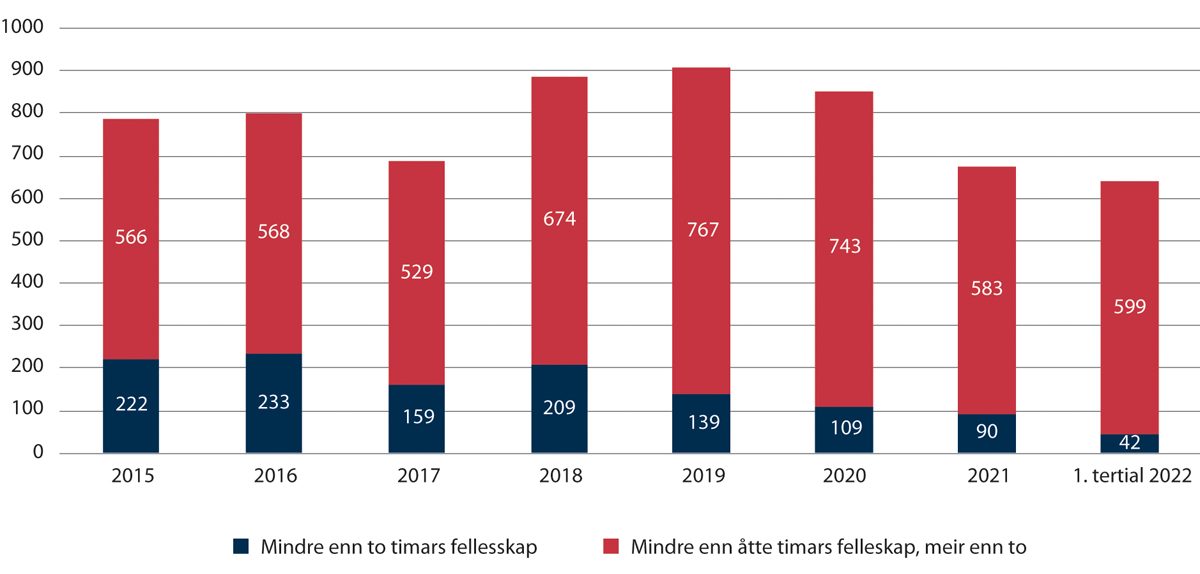 1000
900
800
700
600
500
400
300
200
100
0
566 568 529 674 767 743 583 599
222 233 159 209 139 109 90 42
2015 2016 2017 2018 2019 2020 2021 1. tertial 2022
Mindre enn to timars fellesskap Mindre enn åtte timars felleskap, meir enn to